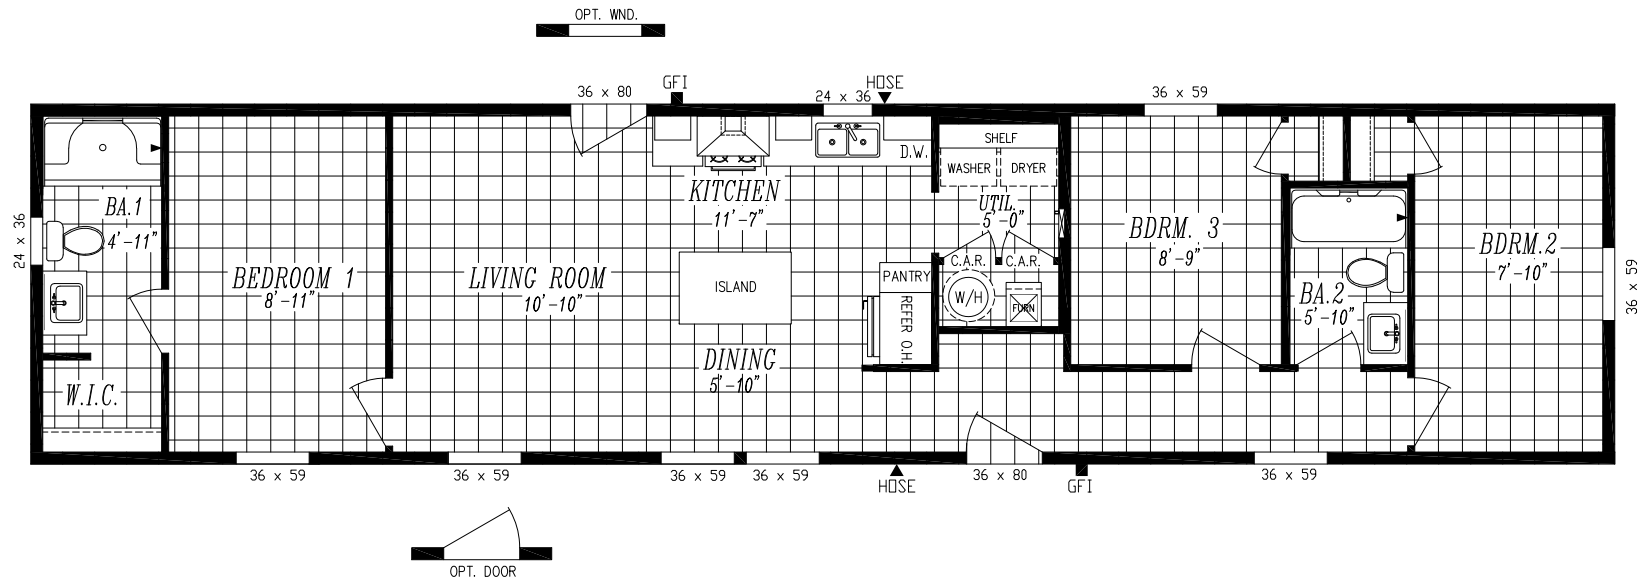 OPT. WND.
36 x 80
GFI
24 x 36
HOSE
36 x 59
SHELF
WASHER
DRYER
D.W.
KITCHEN
11'-7"
UTIL.
5'-0"
BA.1
4'-11"
24 x 36
BEDROOM 1
8'-11"
LIVING ROOM
10'-10"
ISLAND
PANTRY
REFER O.H.
C.A.R.
C.A.R.
W/H
FURN
BDRM. 3
8'-9"
BA.2
5'-10"
BDRM.2
7'-10"
36 x 59
DINING
5'-10"
W.I.C.
36 x 59
36 x 59
36 x 59
36 x 59
HOSE
36 x 80
GFI
36 x 59
OPT. DOOR